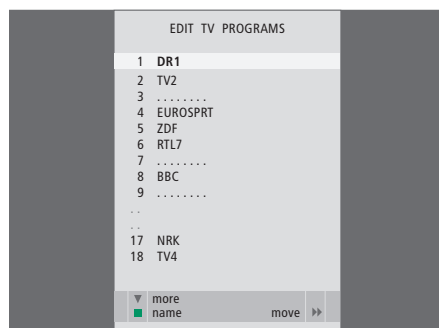 EDIT TV PROGRAMS
1 DR1
2 TV2
3 ........
4 EUROSPRT
5 ZDF
6 RTL7
7 ........
8 BBC
9 ........
..
..
17 NRK
18 TV4
more
name move